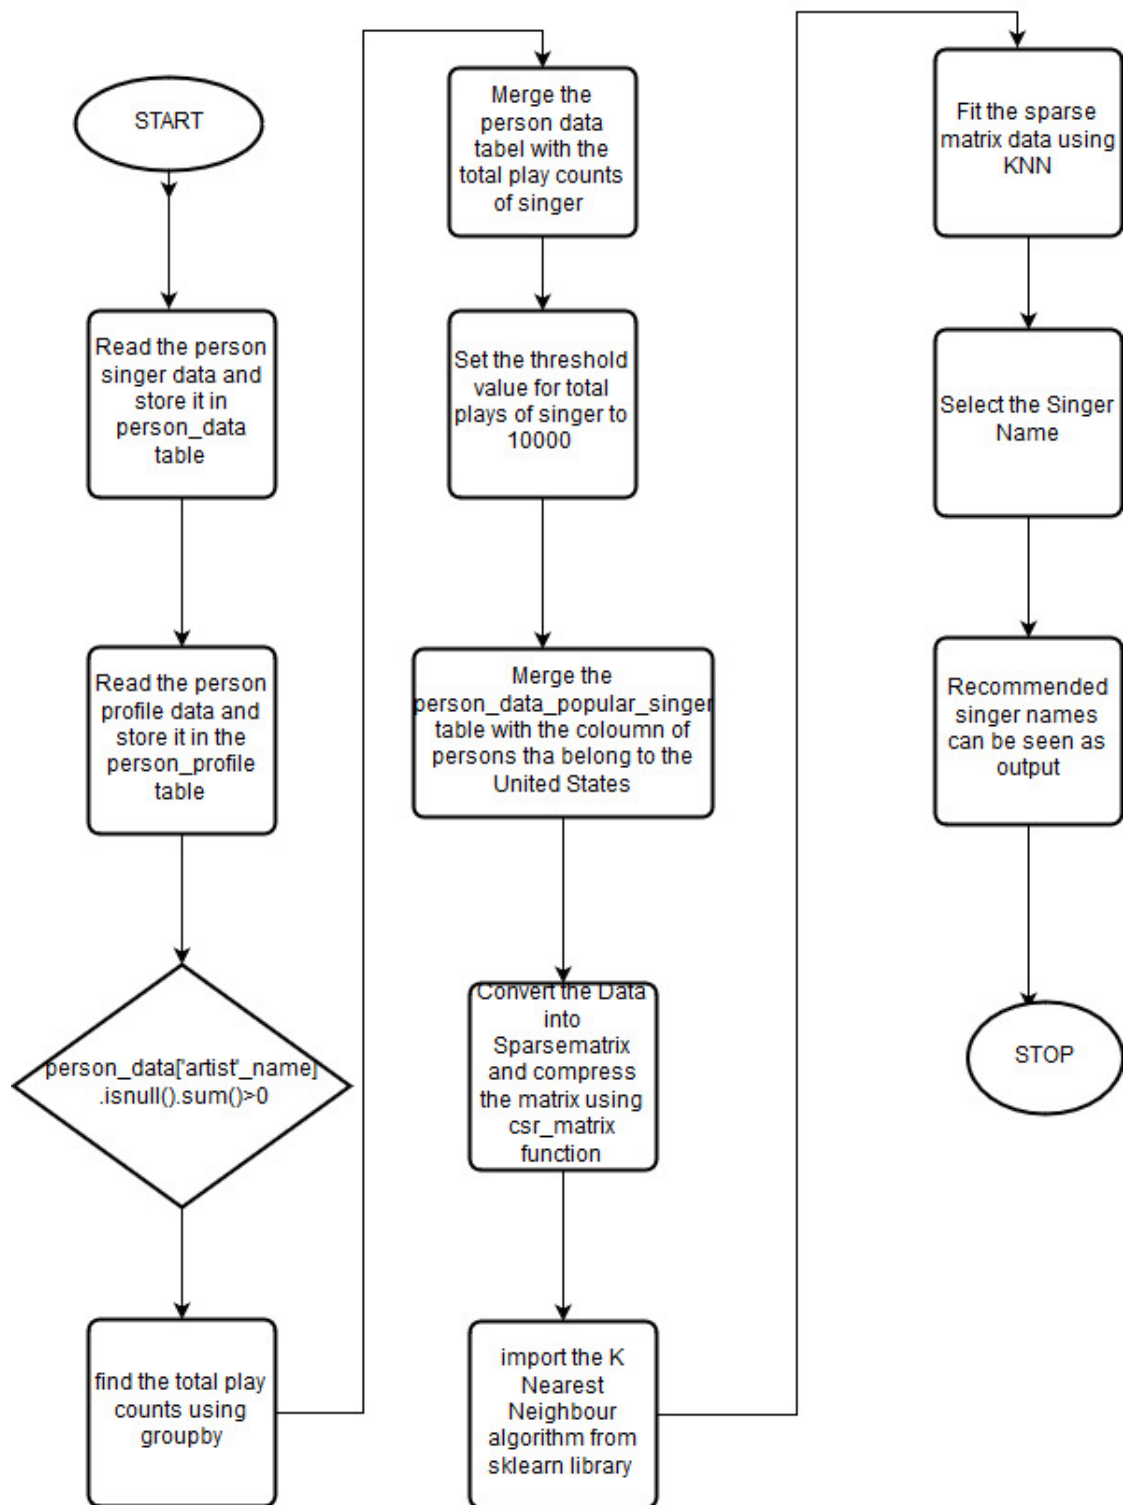 START
Read the person
singer data and
store it in
person_data
table
Read the person
profile data and
store it in the
person_profile
table
person_data['artist'_name]
.isnull().sum()>0
find the total play
counts using
groupby
Merge the
person data
tabel with the
total play counts
of singer
Set the threshold
value for total
plays of singer to
10000
Merge the
person_data_popular_singer
table with the coloumn of
persons tha belong to the
United States
Convert the Data
into
Sparsematrix
and compress
the matrix using
csr_matrix
function
import the K
Nearest
Neighbour
algorithm from
sklearn library
Fit the sparse
matrix data using
KNN
Select the Singer
Name
Recommended
singer names
can be seen as
output
STOP